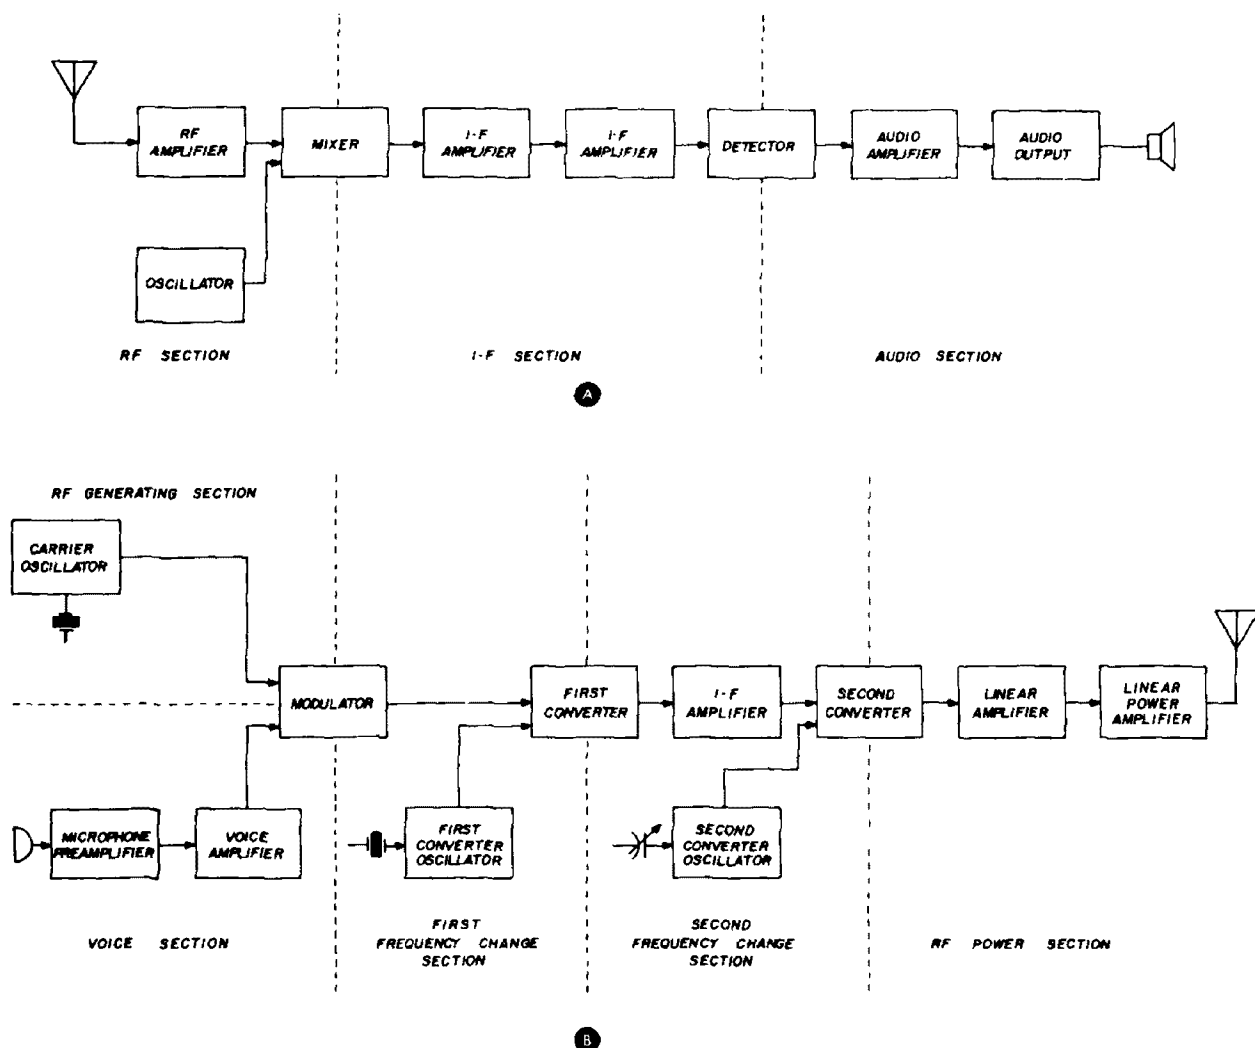 RF
AMPLIFIER
MIXER
I-F
AMPLIFIER
I-F
AMPLIFIER
DETECTOR
AUDIO
AMPLIFIER
AUDIO
OUTPUT
OSCILLATOR
RF SECTION
I-F SECTION
AUDIO SECTION
A
RF GENERATING SECTION
CARRIER
OSCILLATOR
MODULATOR
FIRST
CONVERTER
I-F
AMPLIFIER
SECOND
CONVERTER
LINEAR
AMPLIFIER
LINEAR
POWER
AMPLIFIER
MICROPHONE
PREAMPLIFIER
VOICE
AMPLIFIER
FIRST
CONVERTER
OSCILLATOR
SECOND
CONVERTER
OSCILLATOR
VOICE SECTION
FIRST
FREQUENCY CHANGE
SECTION
SECOND
FREQUENCY CHANGE
SECTION
RF POWER SECTION
B